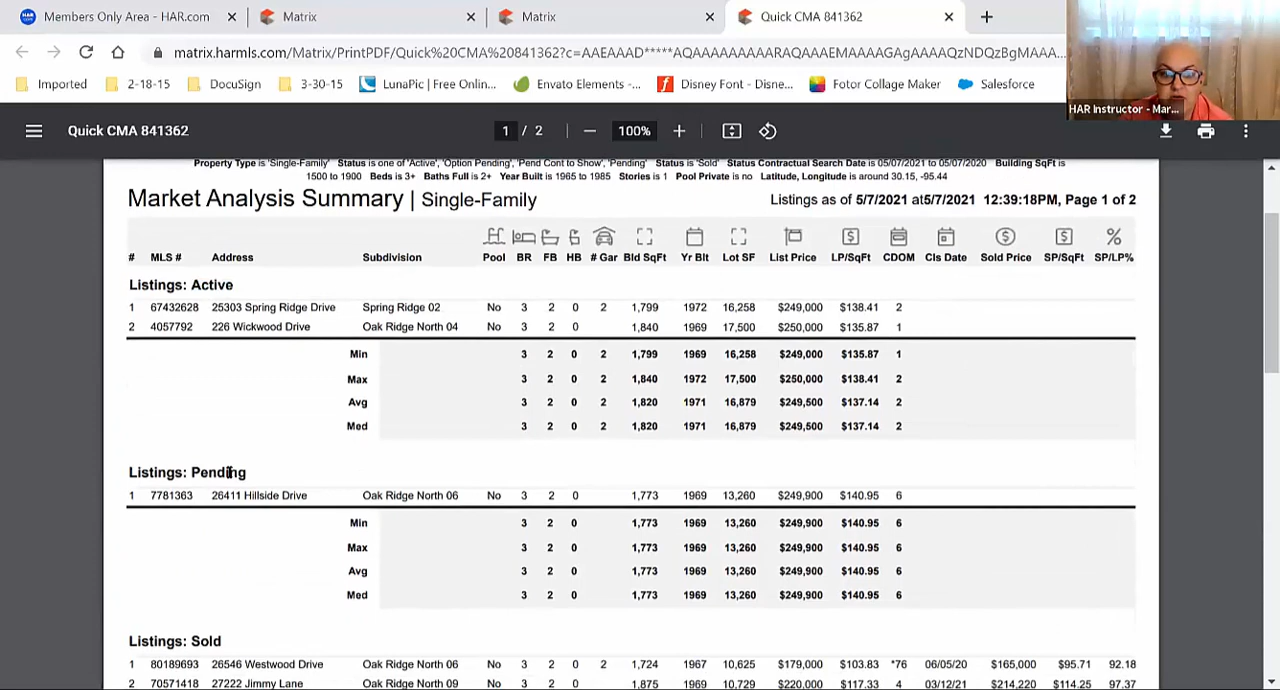 Members Only Area - HAR.com
Matrix
Matrix
Quick CMA 841362
matrix.harmls.com/Matrix/PrintPDF/Quick%20CMA%20841362?c=AAEAAAD*****AQAAAAAAAAARAQAAAEMAAAAGAgAAAAQzNDQzBgMAAA...
Imported 2-18-15 DocuSign 3-30-15 LunaPic | Free Onlin... Envato Elements -... Disney Font - Disne... Fotor Collage Maker Salesforce
HAR Instructor - Mar...
Quick CMA 841362 1 / 2 100%
Property Type is 'Single-Family' Status is one of 'Active', 'Option Pending', 'Pend Cont to Show', 'Pending' Status is 'Sold' Status Contractual Search Date is 05/07/2021 to 05/07/2020 Building SqFt is
1500 to 1900 Beds is 3+ Baths Full is 2+ Year Built is 1965 to 1985 Stories is 1 Pool Private is no Latitude, Longitude is around 30.15, -95.44
Market Analysis Summary | Single-Family Listings as of 5/7/2021 at5/7/2021 12:39:18PM, Page 1 of 2
# MLS # Address Subdivision Pool BR FB HB # Gar Bld SqFt Yr Blt Lot SF List Price LP/SqFt CDOM Cls Date Sold Price SP/SqFt SP/LP%
Listings: Active
1 67432628 25303 Spring Ridge Drive Spring Ridge 02 No 3 2 0 2 1,799 1972 16,258 $249,000 $138.41 2
2 4057792 226 Wickwood Drive Oak Ridge North 04 No 3 2 0 1,840 1969 17,500 $250,000 $135.87 1
Min 3 2 0 2 1,799 1969 16,258 $249,000 $135.87 1
Max 3 2 0 2 1,840 1972 17,500 $250,000 $138.41 2
Avg 3 2 0 2 1,820 1971 16,879 $249,500 $137.14 2
Med 3 2 0 2 1,820 1971 16,879 $249,500 $137.14 2
Listings: Pending
1 7781363 26411 Hillside Drive Oak Ridge North 06 No 3 2 0 1,773 1969 13,260 $249,900 $140.95 6
Min 3 2 0 1,773 1969 13,260 $249,900 $140.95 6
Max 3 2 0 1,773 1969 13,260 $249,900 $140.95 6
Avg 3 2 0 1,773 1969 13,260 $249,900 $140.95 6
Med 3 2 0 1,773 1969 13,260 $249,900 $140.95 6
Listings: Sold
1 80189693 26546 Westwood Drive Oak Ridge North 06 No 3 2 0 2 1,724 1967 10,625 $179,000 $103.83 *76 06/05/20 $165,000 $95.71 92.18
2 70571418 27222 Jimmy Lane Oak Ridge North 09 No 3 2 0 1,875 1969 10,729 $220,000 $117.33 4 03/12/21 $214,220 $114.25 97.37